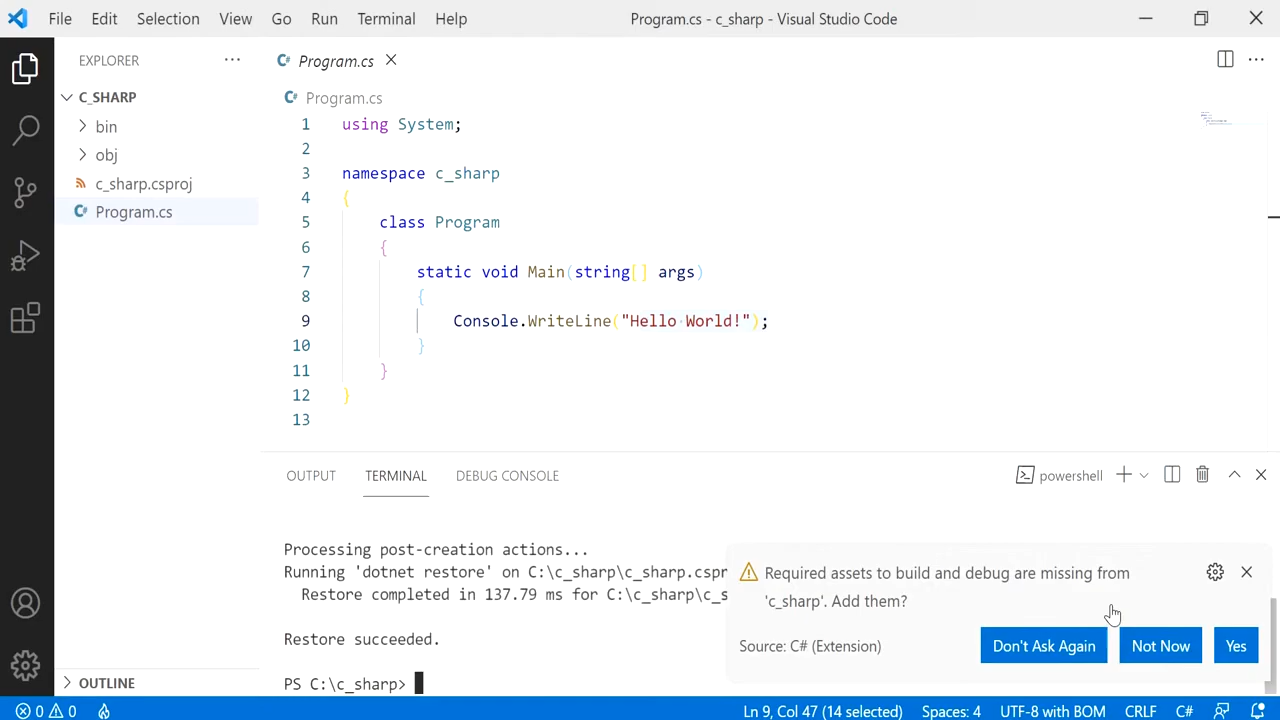 File Edit Selection View Go Run Terminal Help Program.cs - c_sharp - Visual Studio Code
EXPLORER
C_SHARP
bin
obj
c_sharp.csproj
Program.cs
OUTLINE
Program.cs
Program.cs
1 using System;
2
3 namespace c_sharp
4 {
5 class Program
6 {
7 static void Main(string[] args)
8 {
9 Console.WriteLine("Hello World!");
10 }
11 }
12 }
13
OUTPUT TERMINAL DEBUG CONSOLE powershell
Processing post-creation actions...
Running 'dotnet restore' on C:\c_sharp\c_sharp.cspr
Restore completed in 137.79 ms for C:\c_sharp\c_s
Restore succeeded.
PS C:\c_sharp>
Required assets to build and debug are missing from
'c_sharp'. Add them?
Source: C# (Extension) Don't Ask Again Not Now Yes
0 0 Ln 9, Col 47 (14 selected) Spaces: 4 UTF-8 with BOM CRLF C#